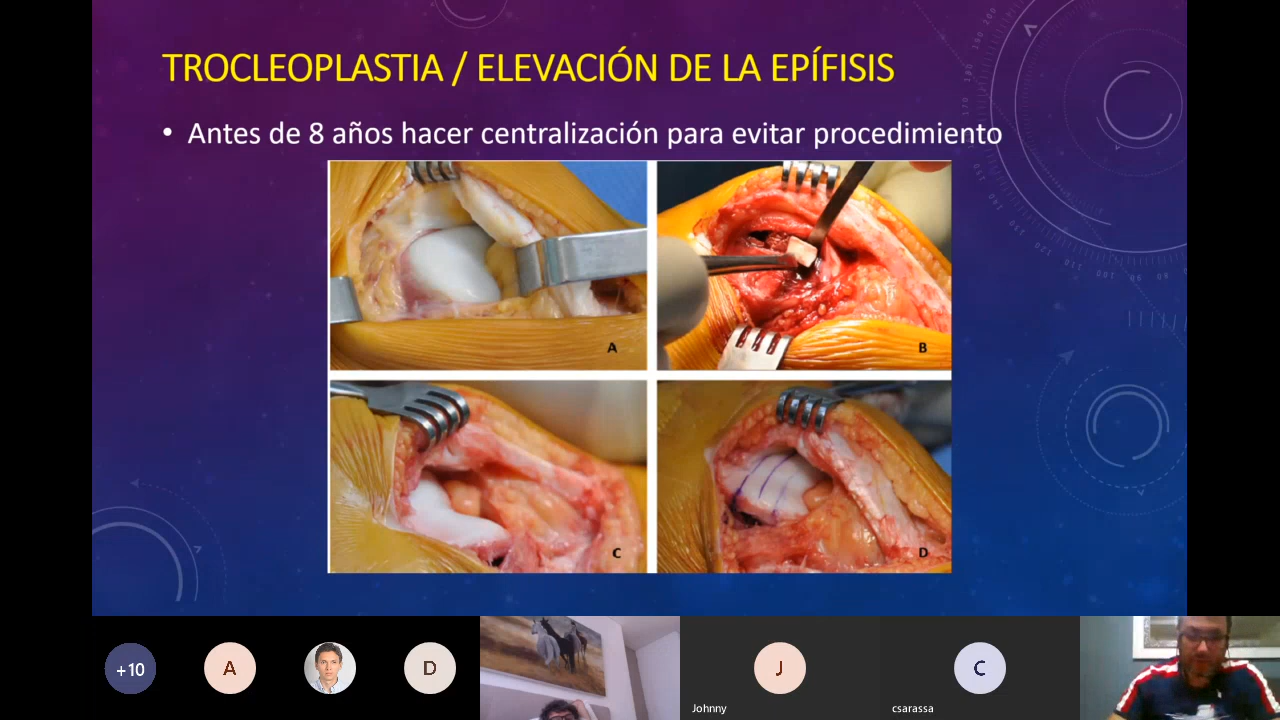 TROCLEOPLASTIA / ELEVACIÓN DE LA EPÍFISIS
• Antes de 8 años hacer centralización para evitar procedimiento
A
B
C
D
+10
A
D
J
C
Johnny
csarassa